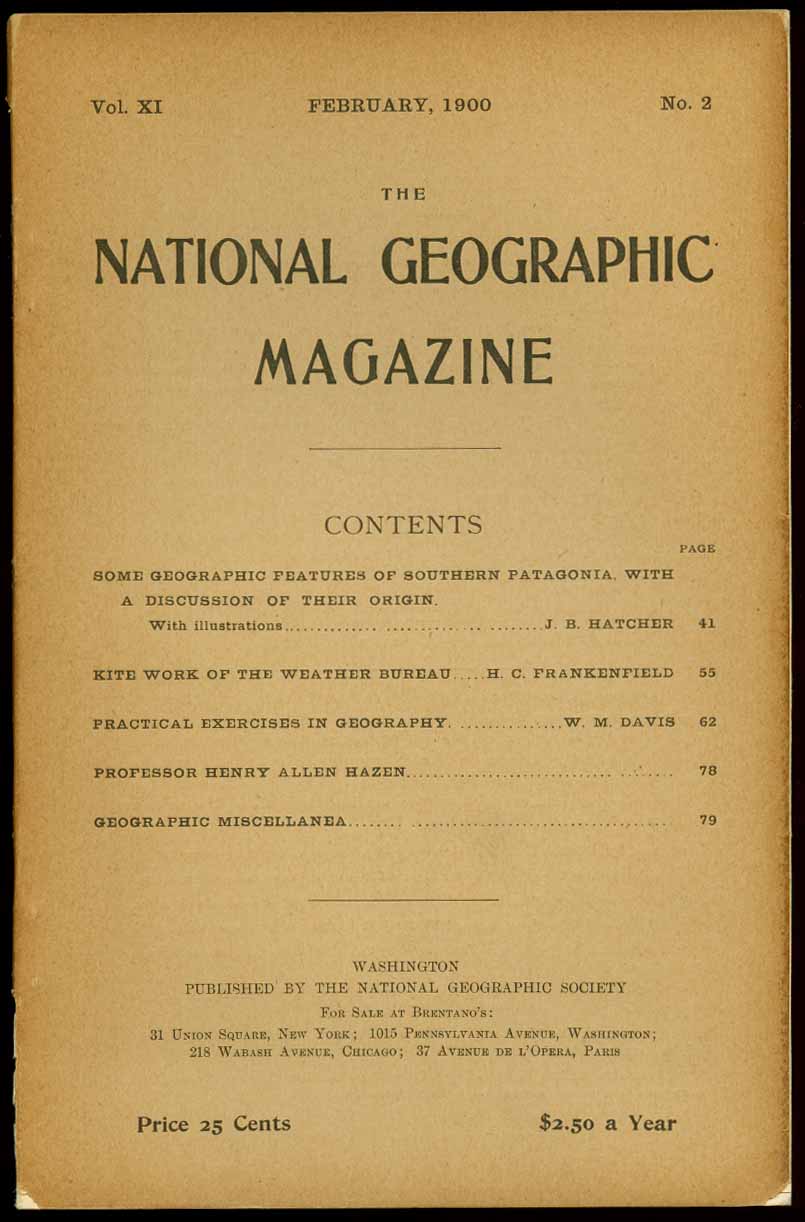 Vol. XI FEBRUARY, 1900 No. 2
THE
NATIONAL GEOGRAPHIC
MAGAZINE
CONTENTS
PAGE
SOME GEOGRAPHIC FEATURES OF SOUTHERN PATAGONIA, WITH
A DISCUSSION OF THEIR ORIGIN.
With illustrations........................................J. B. HATCHER 41
KITE WORK OF THE WEATHER BUREAU.....H. C. FRANKENFIELD 55
PRACTICAL EXERCISES IN GEOGRAPHY................W. M. DAVIS 62
PROFESSOR HENRY ALLEN HAZEN........................................ 78
GEOGRAPHIC MISCELLANEA.................................................. 79
WASHINGTON
PUBLISHED BY THE NATIONAL GEOGRAPHIC SOCIETY
FOR SALE AT BRENTANO'S:
31 UNION SQUARE, NEW YORK; 1015 PENNSYLVANIA AVENUE, WASHINGTON;
218 WABASH AVENUE, CHICAGO; 37 AVENUE DE L'OPERA, PARIS
Price 25 Cents $2.50 a Year